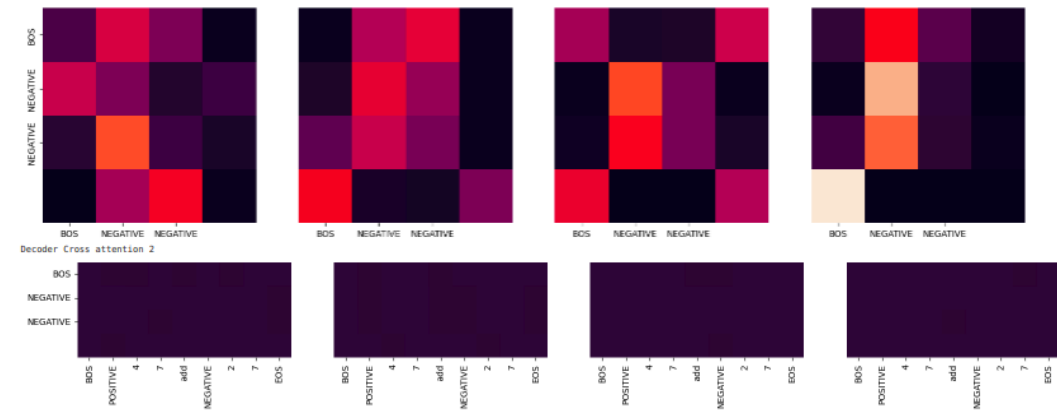 BOS
NEGATIVE
NEGATIVE
BOS NEGATIVE NEGATIVE
BOS NEGATIVE NEGATIVE
BOS NEGATIVE NEGATIVE
BOS NEGATIVE NEGATIVE
Decoder Cross attention 2
BOS
NEGATIVE
NEGATIVE
BOS POSITIVE 4 7 add NEGATIVE 2 7 EOS
BOS POSITIVE 4 7 add NEGATIVE 2 7 EOS
BOS POSITIVE 4 7 add NEGATIVE 2 7 EOS
BOS POSITIVE 4 7 add NEGATIVE 2 7 EOS